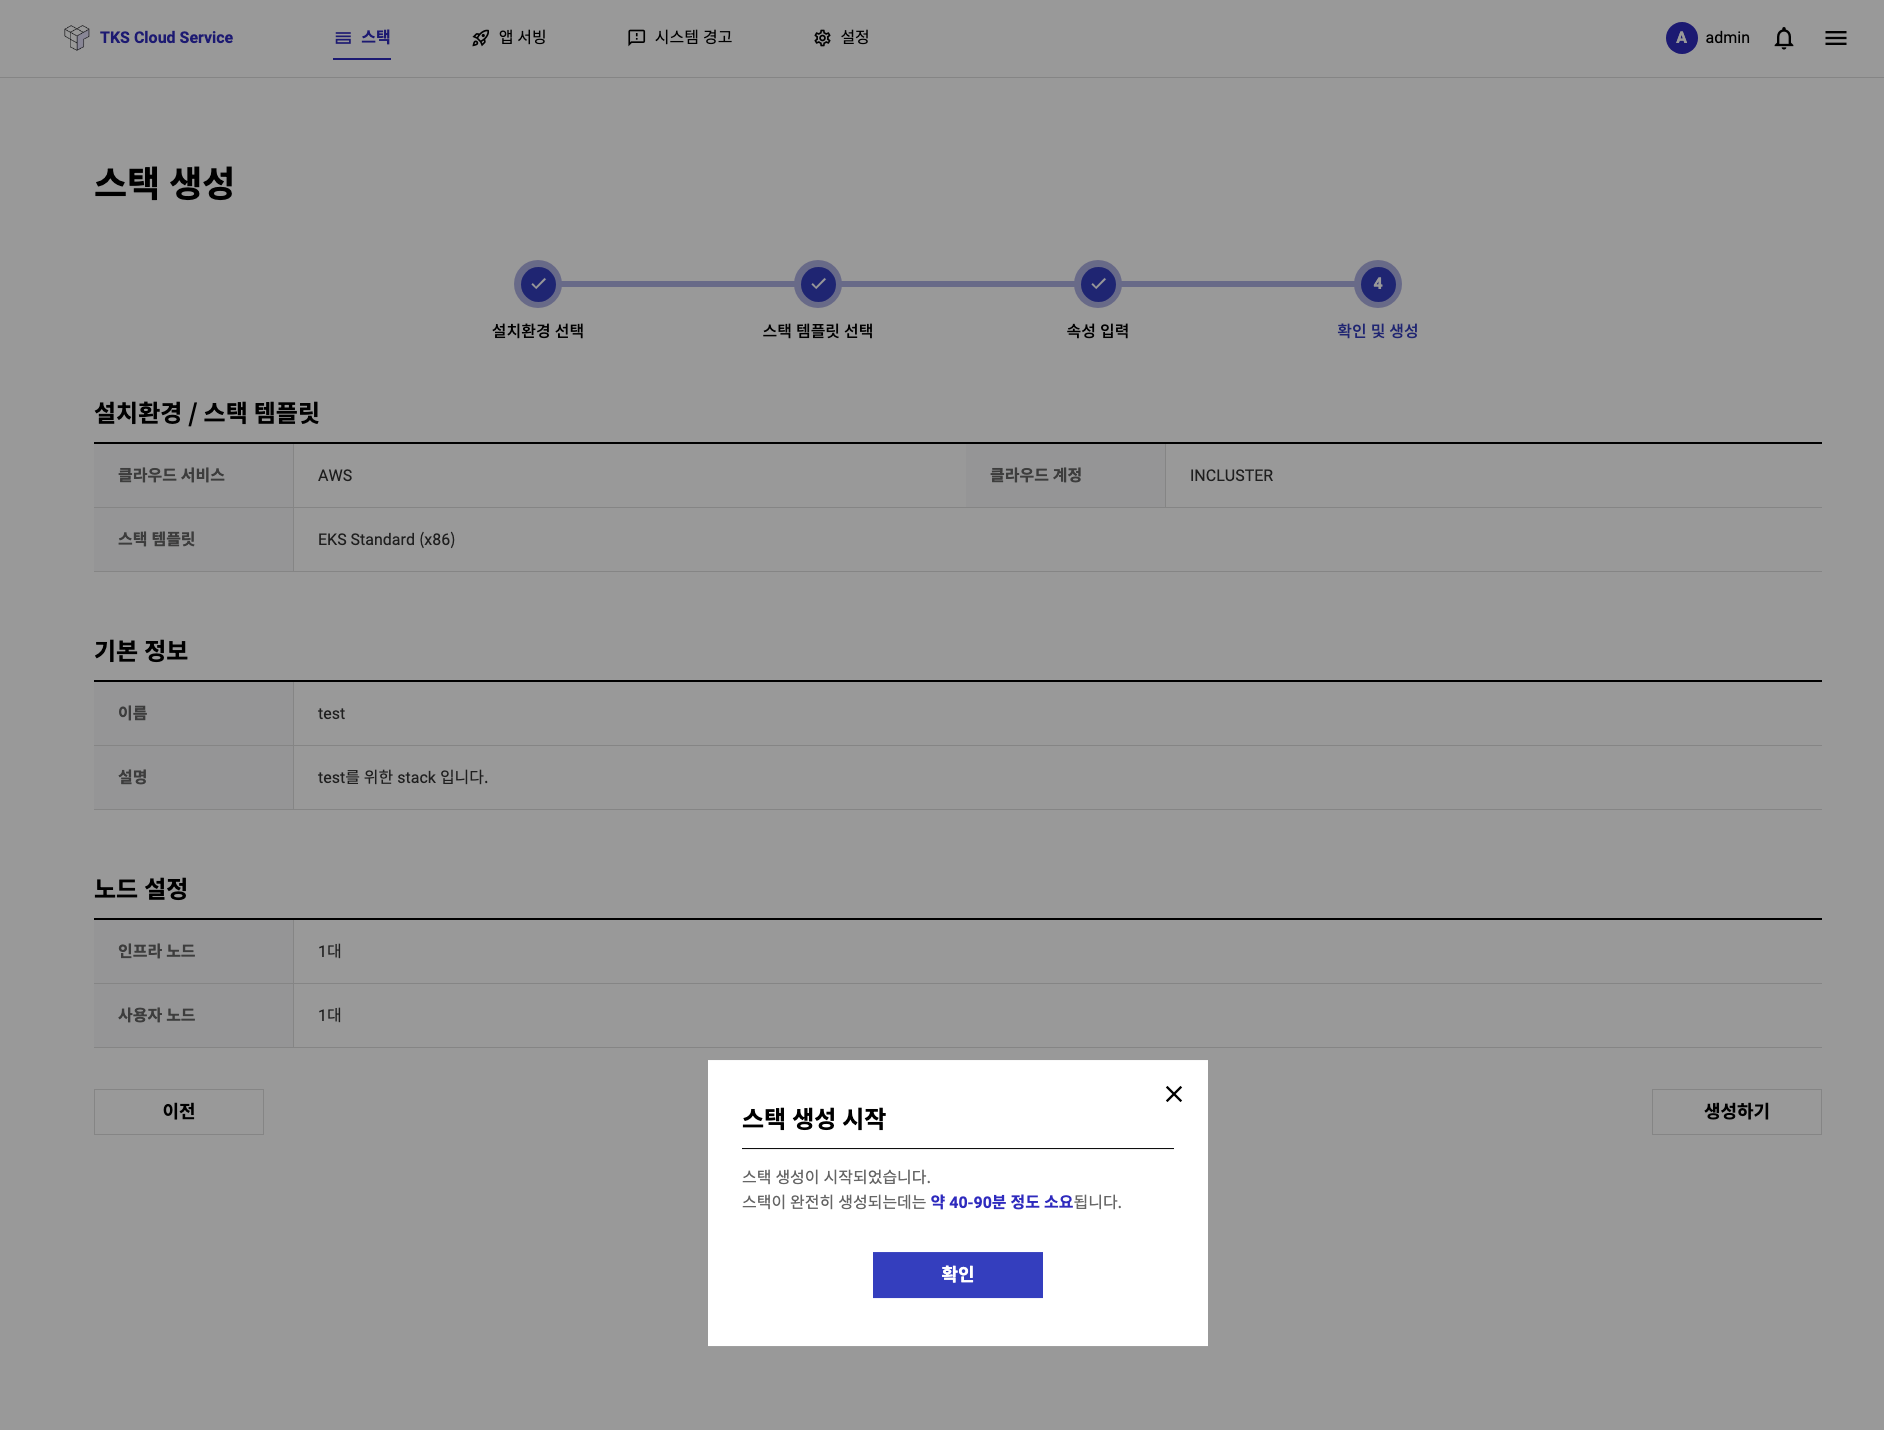 TKS Cloud Service
스택
앱 서빙
시스템 경고
설정
A
admin
스택 생성
4
설치환경 선택
스택 템플릿 선택
속성 입력
확인 및 생성
설치환경 / 스택 템플릿
클라우드 서비스
AWS
클라우드 계정
INCLUSTER
스택 템플릿
EKS Standard (x86)
기본 정보
이름
test
설명
test를 위한 stack 입니다.
노드 설정
인프라 노드
1대
사용자 노드
1대
이전
생성하기
스택 생성 시작
스택 생성이 시작되었습니다.
스택이 완전히 생성되는데는 약 40-90분 정도 소요됩니다.
확인